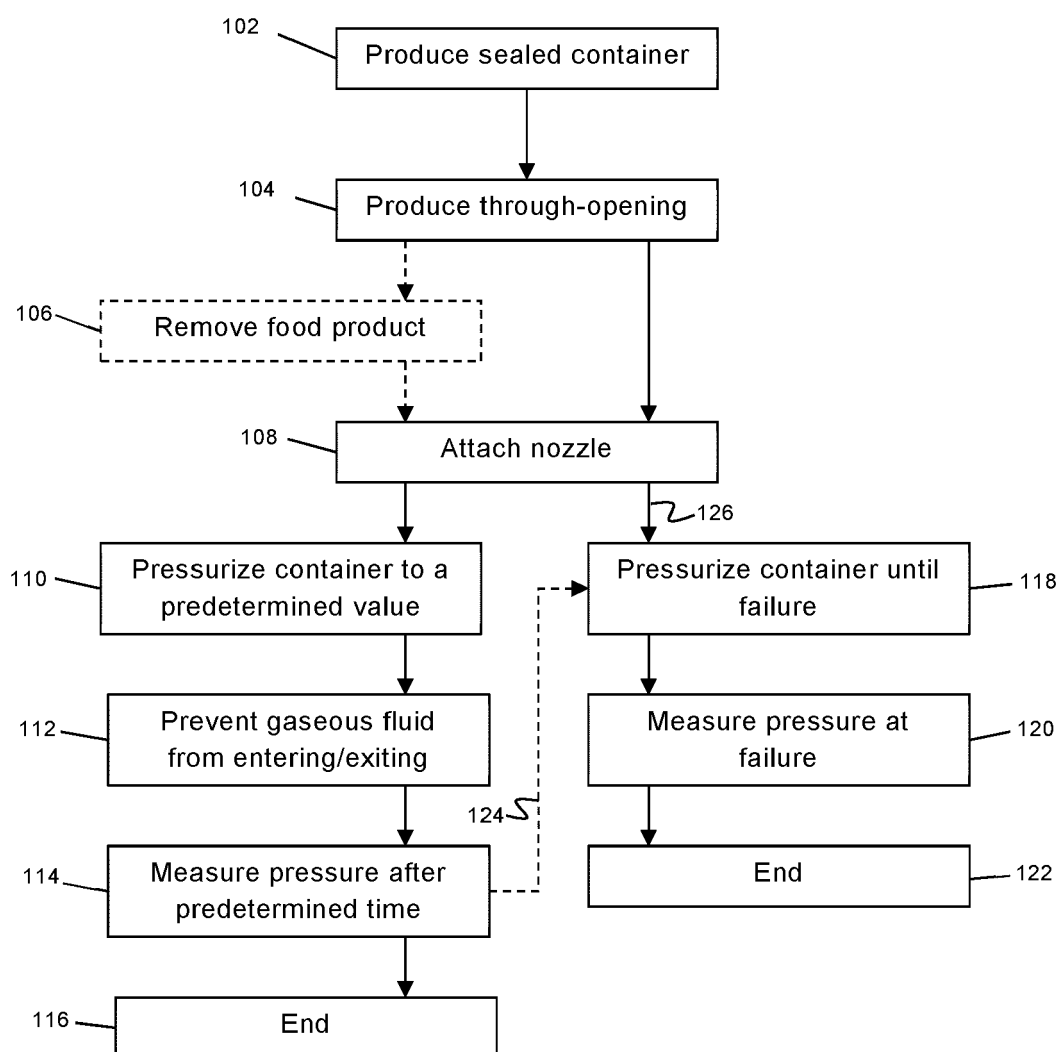 102
Produce sealed container
104
Produce through-opening
106
Remove food product
108
Attach nozzle
126
110
Pressurize container to a
predetermined value
Pressurize container until
failure
118
112
Prevent gaseous fluid
from entering/exiting
Measure pressure at
failure
120
124
114
Measure pressure after
predetermined time
End
122
116
End